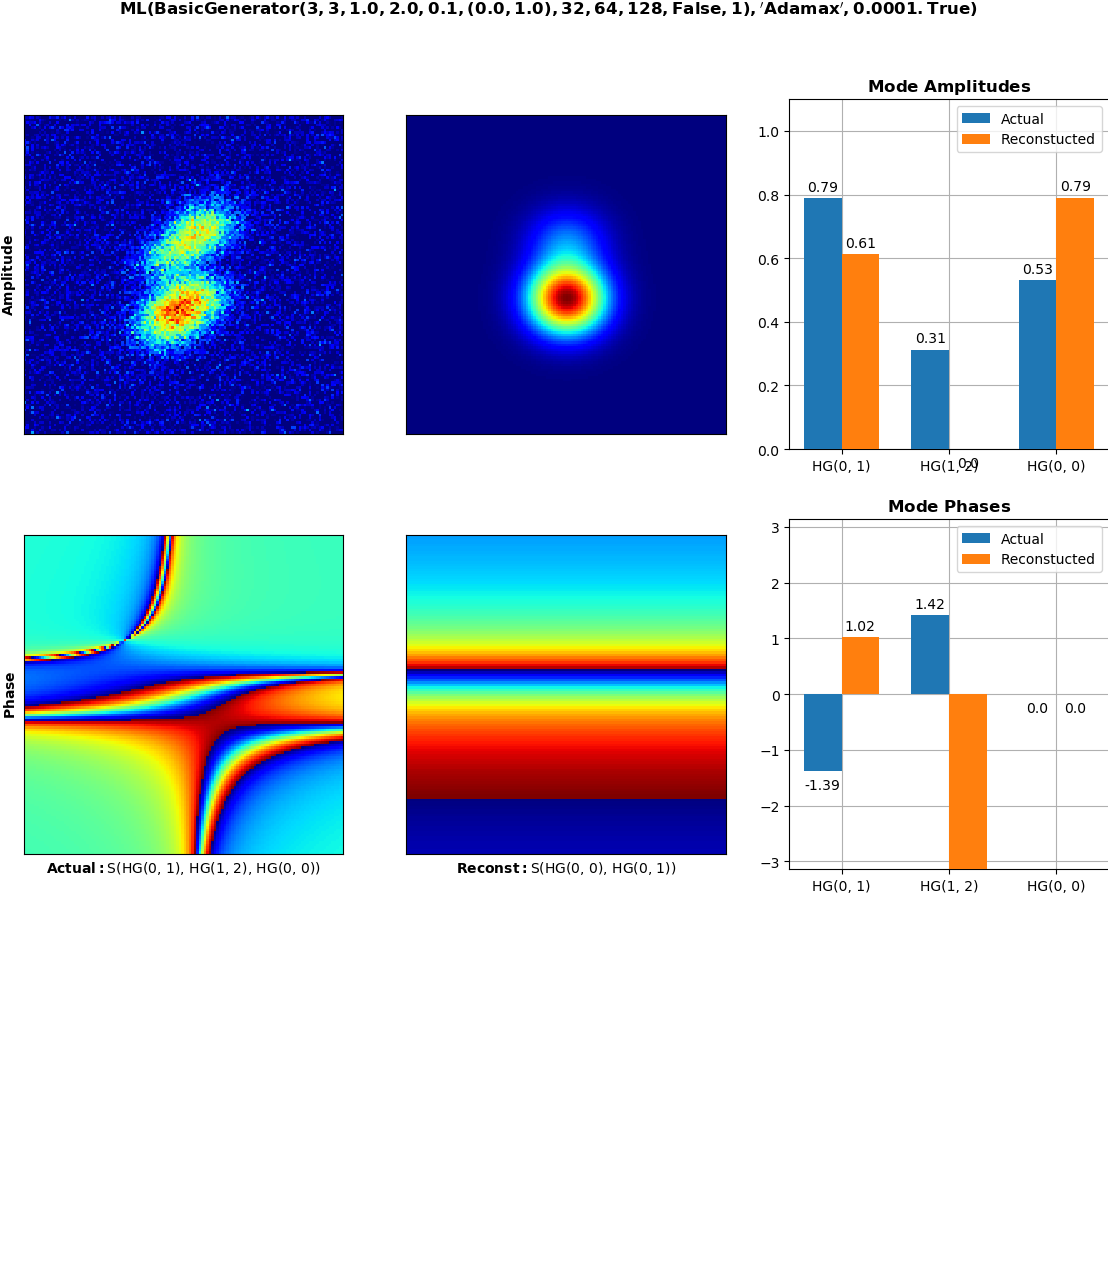 ML(BasicGenerator(3, 3, 1.0, 2.0, 0.1, (0.0, 1.0), 32, 64, 128, False, 1), 'Adamax', 0.0001. True)
Amplitude
Mode Amplitudes
Actual
Reconstucted
1.0
0.8
0.6
0.4
0.2
0.0
0.79
0.61
0.31
0.0
0.53
0.79
HG(0, 1)
HG(1, 2)
HG(0, 0)
Phase
Actual: S(HG(0, 1), HG(1, 2), HG(0, 0))
Reconst: S(HG(0, 0), HG(0, 1))
Mode Phases
Actual
Reconstucted
3
2
1
0
−1
−2
−3
-1.39
1.02
1.42
0.0
0.0
HG(0, 1)
HG(1, 2)
HG(0, 0)